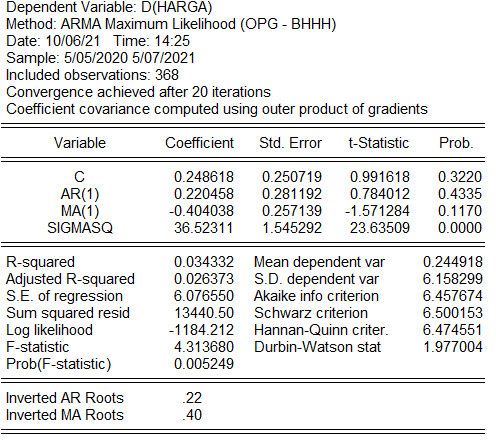 Dependent Variable: D(HARGA)
Method: ARMA Maximum Likelihood (OPG - BHHH)
Date: 10/06/21 Time: 14:25
Sample: 5/05/2020 5/07/2021
Included observations: 368
Convergence achieved after 20 iterations
Coefficient covariance computed using outer product of gradients
Variable Coefficient Std. Error t-Statistic Prob.
C 0.248618 0.250719 0.991618 0.3220
AR(1) 0.220458 0.281192 0.784012 0.4335
MA(1) -0.404038 0.257139 -1.571284 0.1170
SIGMASQ 36.52311 1.545292 23.63509 0.0000
R-squared 0.034332 Mean dependent var 0.244918
Adjusted R-squared 0.026373 S.D. dependent var 6.158299
S.E. of regression 6.076550 Akaike info criterion 6.457674
Sum squared resid 13440.50 Schwarz criterion 6.500153
Log likelihood -1184.212 Hannan-Quinn criter. 6.474551
F-statistic 4.313680 Durbin-Watson stat 1.977004
Prob(F-statistic) 0.005249
Inverted AR Roots .22
Inverted MA Roots .40